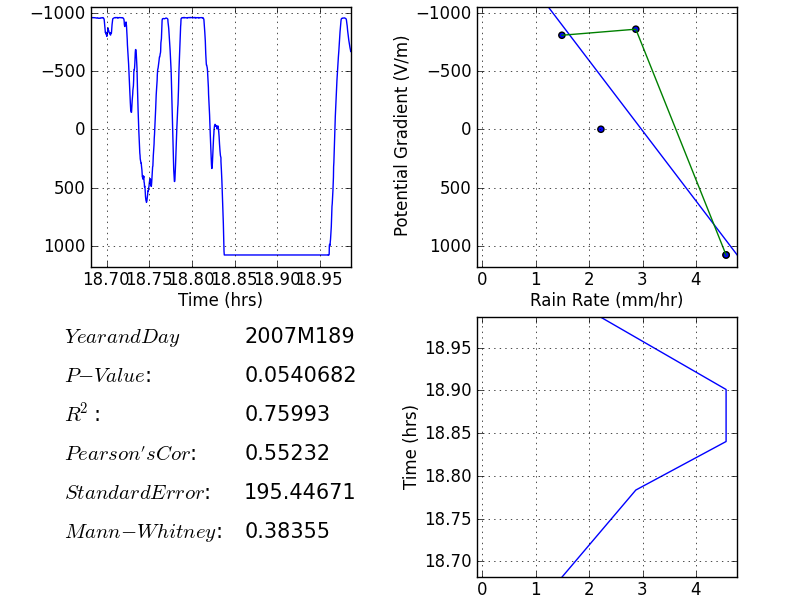 −1000
−500
0
500
1000
18.70 18.75 18.80 18.85 18.90 18.95
Time (hrs)
−1000
−500
0
500
1000
Potential Gradient (V/m)
0 1 2 3 4
Rain Rate (mm/hr)
YearandDay 2007M189
P−Value: 0.0540682
R² : 0.75993
Pearson'sCor: 0.55232
StandardError: 195.44671
Mann−Whitney: 0.38355
18.95
18.90
18.85
18.80
18.75
18.70
Time (hrs)
0 1 2 3 4